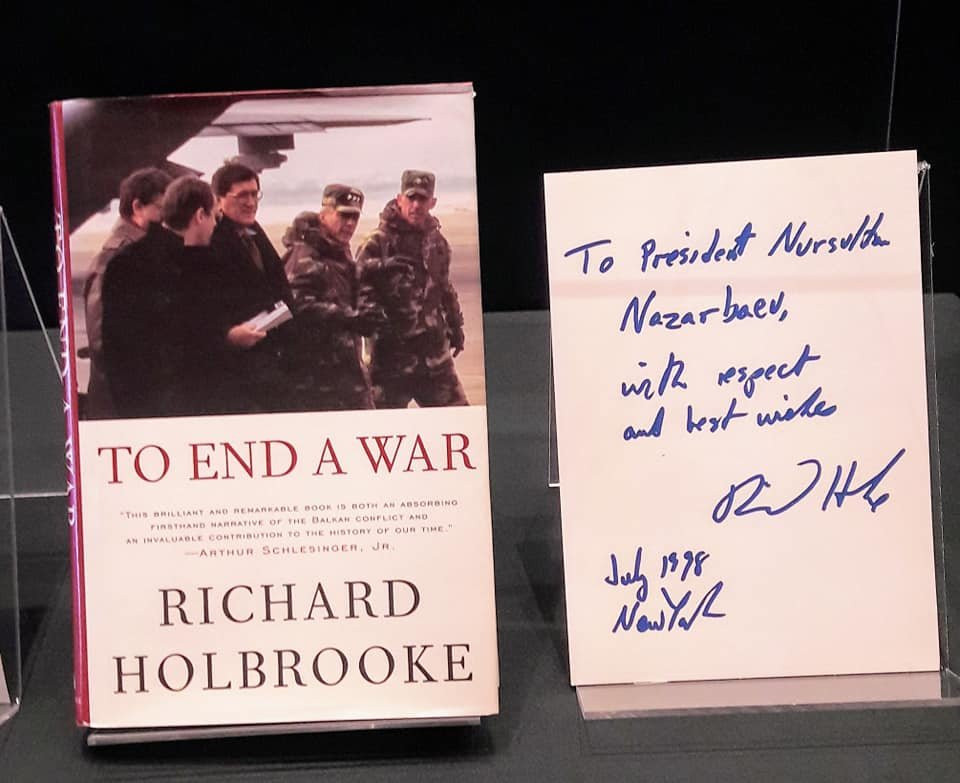 TO END A WAR
TO END A WAR
"THIS BRILLIANT AND REMARKABLE BOOK IS BOTH AN ABSORBING
FIRSTHAND NARRATIVE OF THE BALKAN CONFLICT AND
AN INVALUABLE CONTRIBUTION TO THE HISTORY OF OUR TIME."
—ARTHUR SCHLESINGER, JR.
RICHARD
HOLBROOKE
To President Nursultan
Nazarbaev,
with respect
and best wishes
July 1998
New York